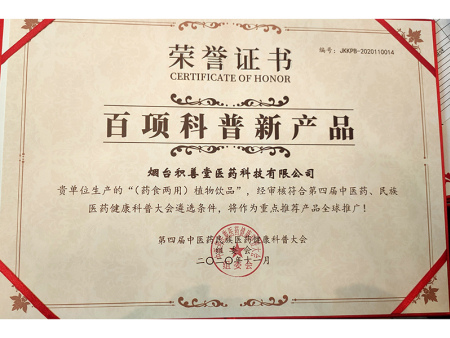 编号：JKKPB-2020110014
荣誉证书
CERTIFICATE OF HONOR
百项科普新产品
烟台积善堂医药科技有限公司
贵单位生产的“（药食两用）植物饮品”，经审核符合第四届中医药、民族
医药健康科普大会遴选条件，将作为重点推荐产品全球推广！
第四届中医药民族医药健康科普大会
组委会
二〇二〇年十一月